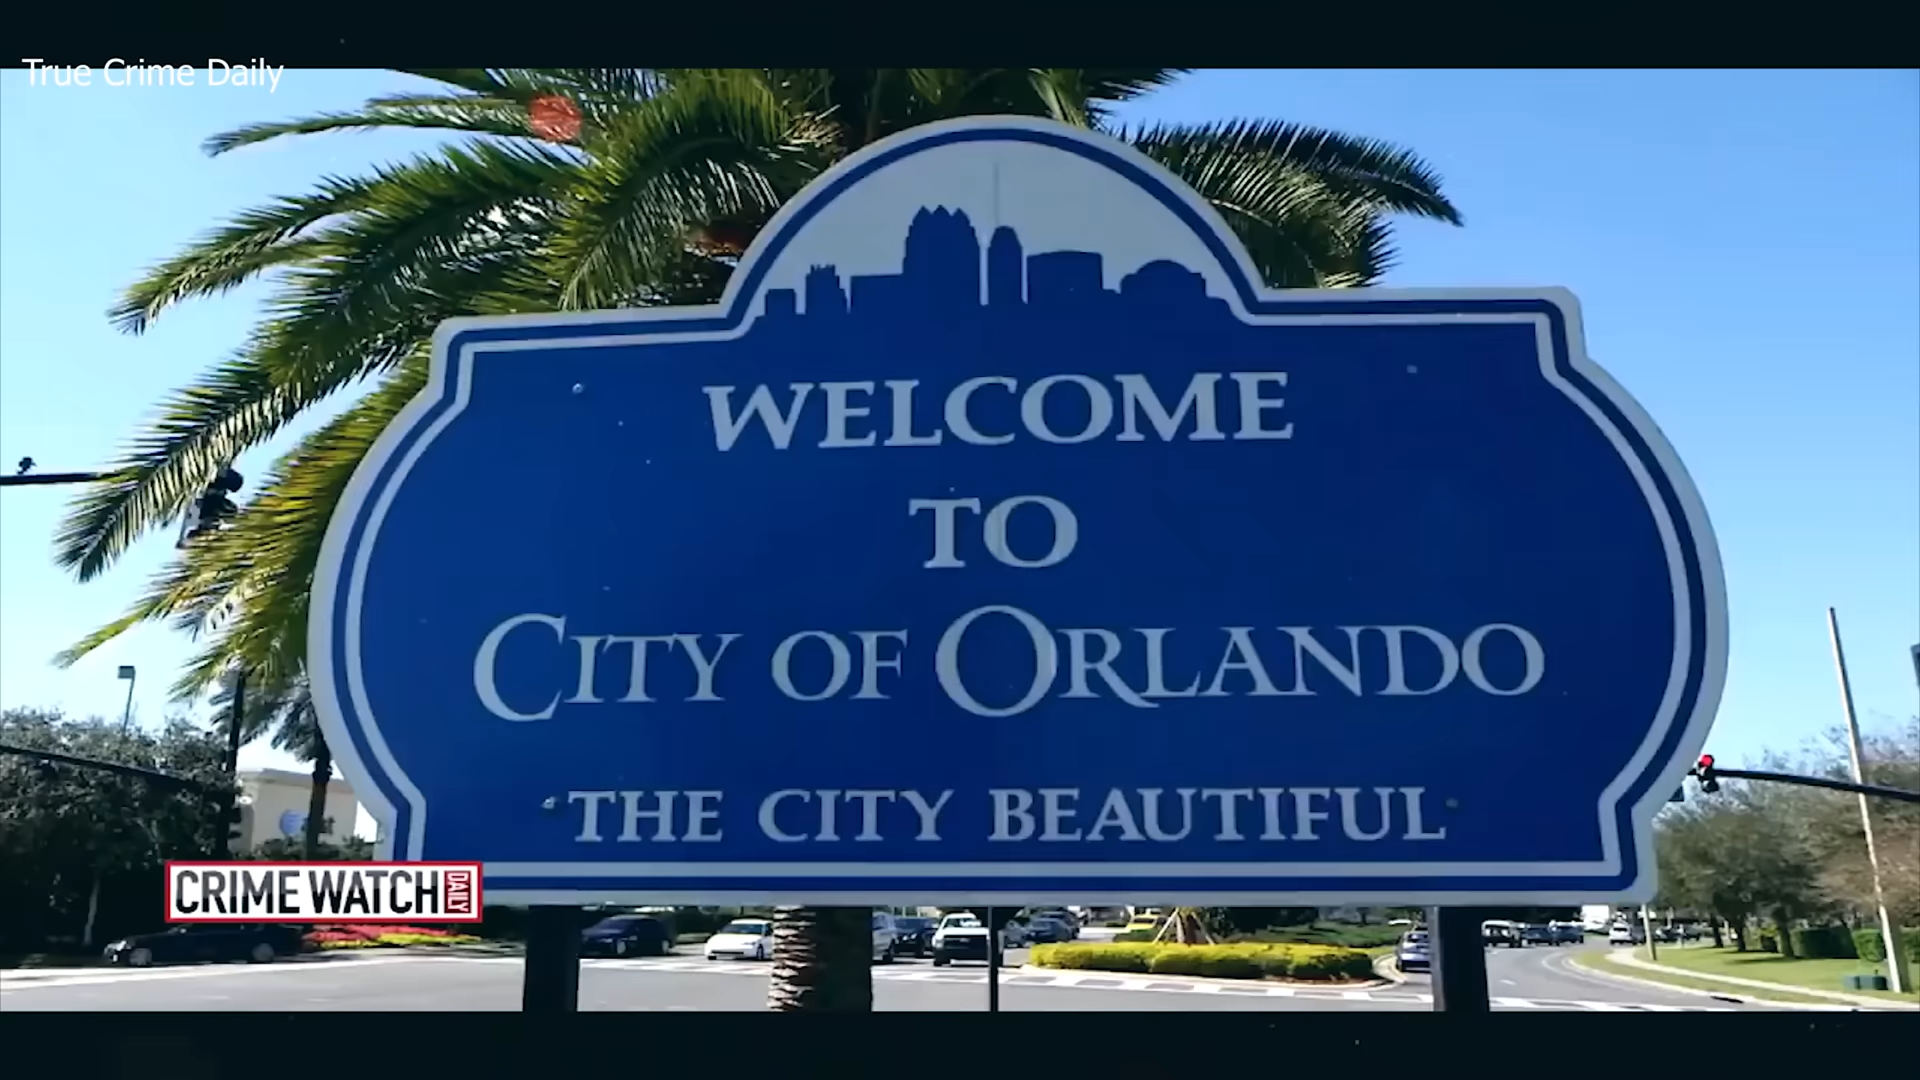 True Crime Daily
WELCOME
TO
CITY OF ORLANDO
THE CITY BEAUTIFUL
CRIME WATCH DAILY